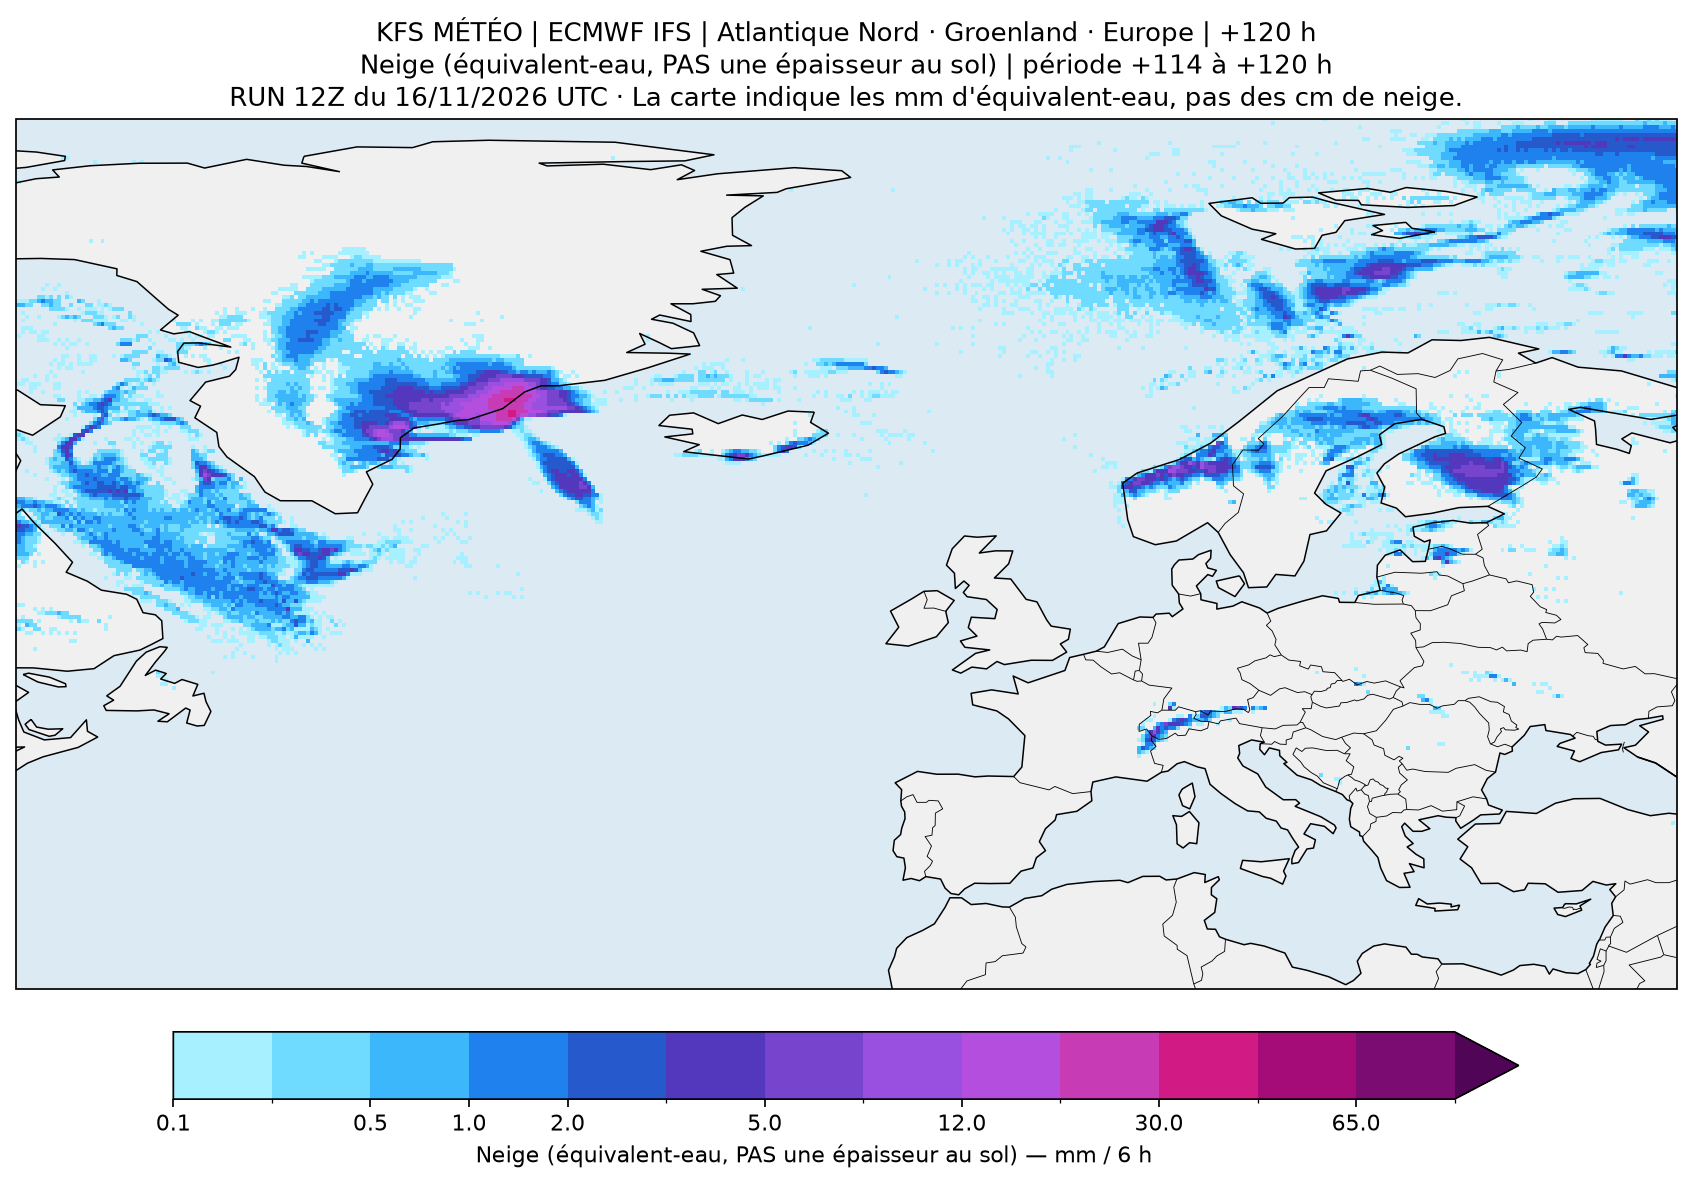 KFS MÉTÉO | ECMWF IFS | Atlantique Nord · Groenland · Europe | +120 h
Neige (équivalent-eau, PAS une épaisseur au sol) | période +114 à +120 h
RUN 12Z du 16/11/2026 UTC · La carte indique les mm d'équivalent-eau, pas des cm de neige.
0.1 0.5 1.0 2.0 5.0 12.0 30.0 65.0
Neige (équivalent-eau, PAS une épaisseur au sol) — mm / 6 h